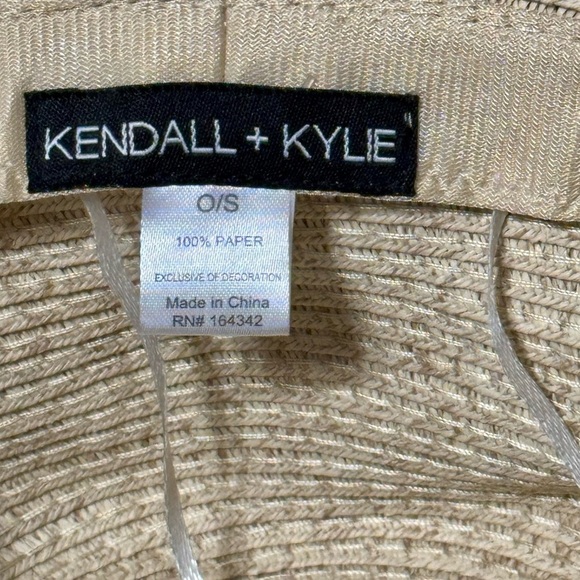 KENDALL + KYLIE
O/S
100% PAPER
EXCLUSIVE OF DECORATION
Made in China
RN# 164342